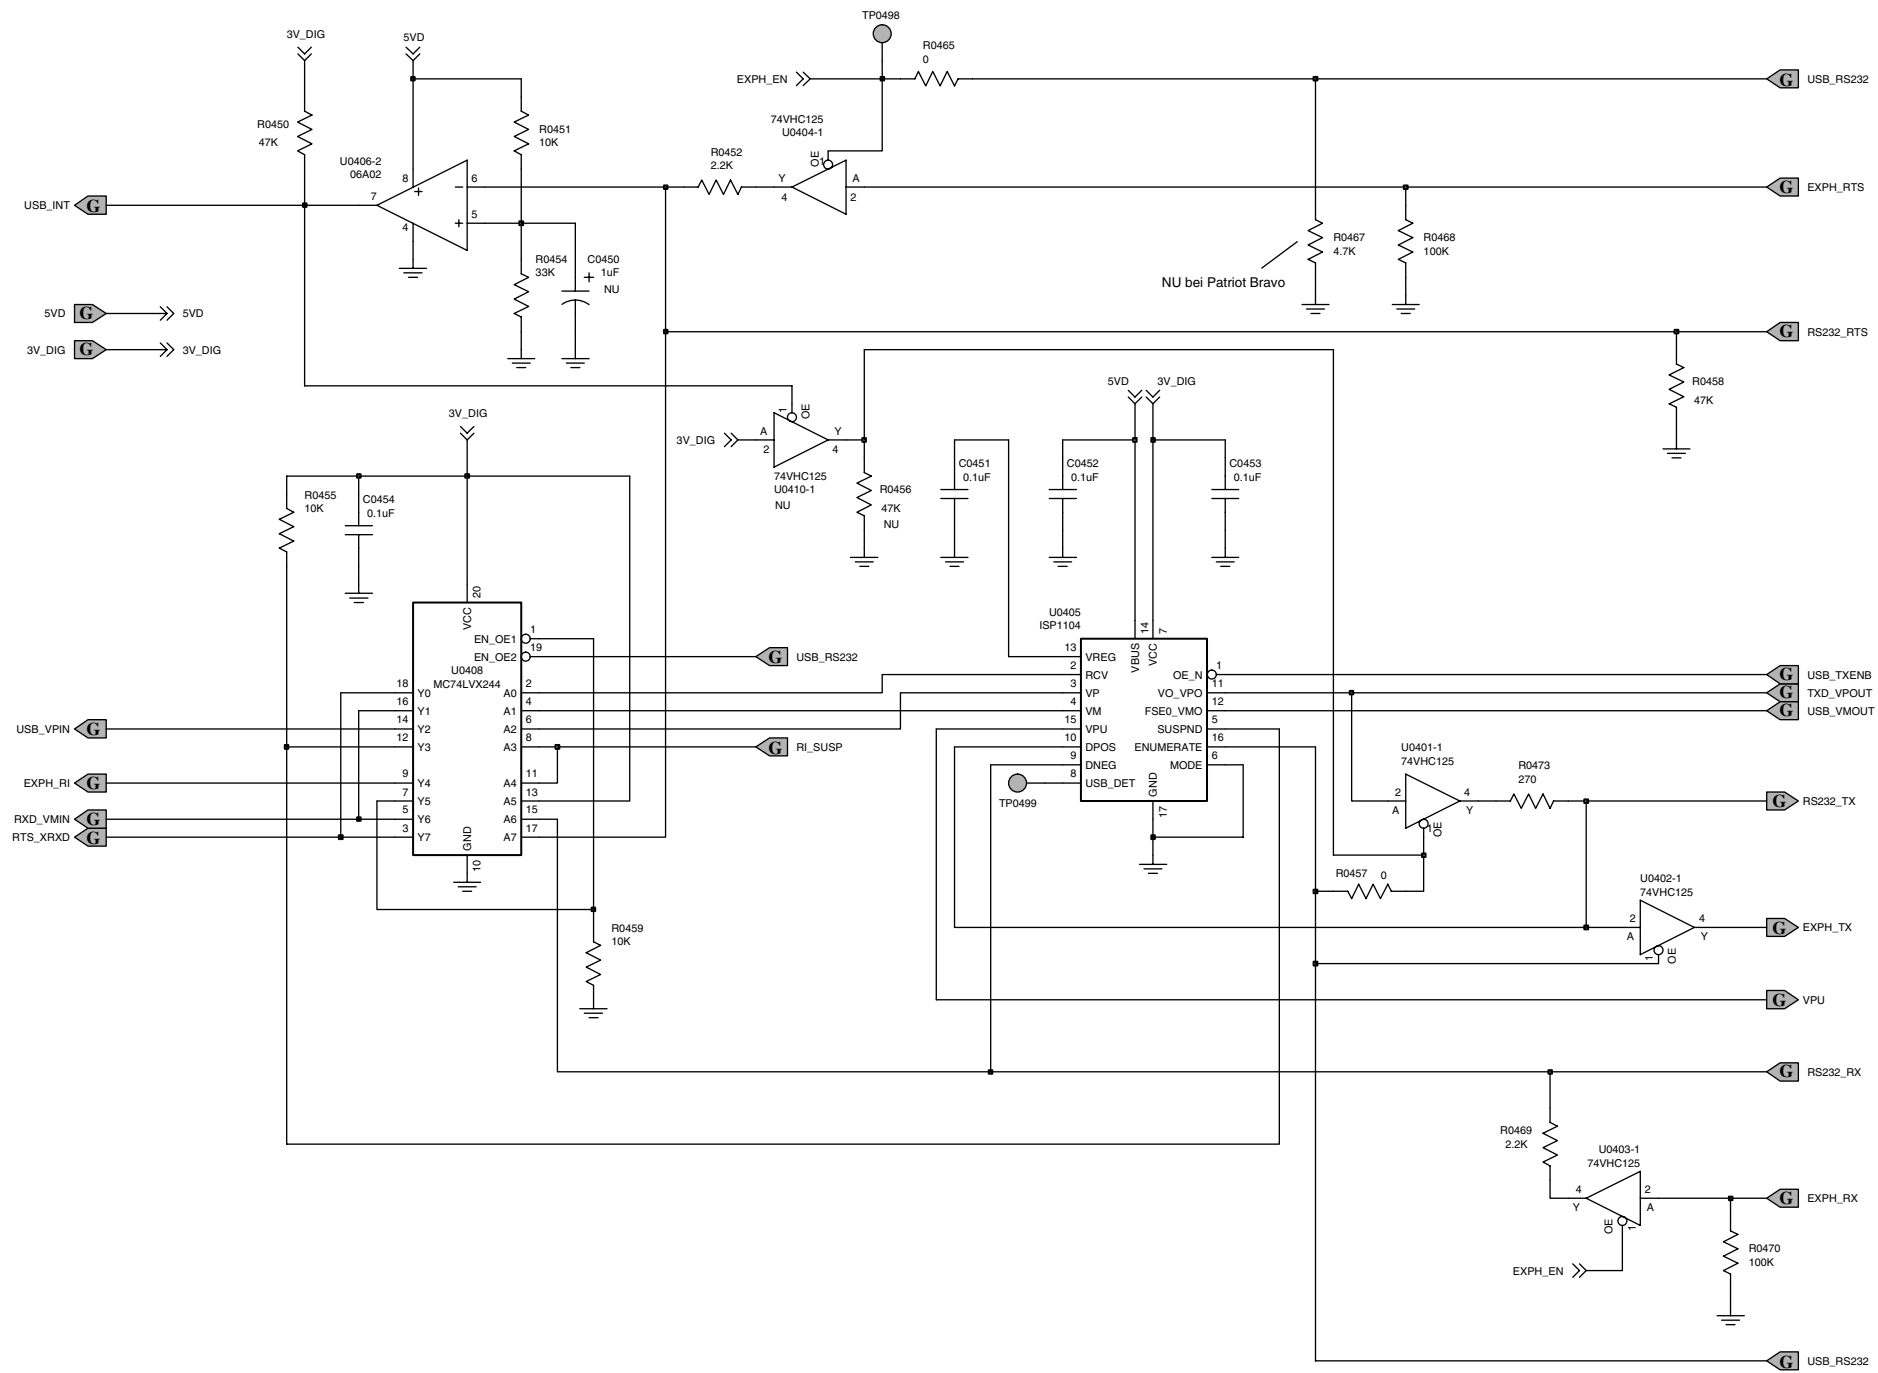 TP0498
3V_DIG
5VD
R0465
0
EXPH_EN
G USB_RS232
74VHC125
U0404-1
R0450
47K
R0451
10K
U0406-2
06A02
R0452
2.2K
OE
1
8
+
6
−
Y
4
A
2
G EXPH_RTS
USB_INT G
7
5
+
4
R0454
33K
C0450
1uF
+
NU
R0467
4.7K
R0468
100K
NU bei Patriot Bravo
5VD G 5VD
3V_DIG G 3V_DIG
G RS232_RTS
R0458
47K
5VD
3V_DIG
3V_DIG
1
OE
3V_DIG
A
2
Y
4
74VHC125
U0410-1
NU
R0456
47K
NU
C0451
0.1uF
C0452
0.1uF
C0453
0.1uF
R0455
10K
C0454
0.1uF
20
VCC
EN_OE1
1
EN_OE2
19
G USB_RS232
U0408
MC74LVX244
18 Y0 A0 2
16 Y1 A1 4
USB_VPIN G 14 Y2 A2 6
12 Y3 A3 8
G RI_SUSP
EXPH_RI G 9 Y4 A4 11
7 Y5 A5 13
RXD_VMIN G 5 Y6 A6 15
RTS_XRXD G 3 Y7 A7 17
GND
10
R0459
10K
U0405
ISP1104
14
7
VBUS
VCC
13 VREG
2 RCV OE_N 1
G USB_TXENB
3 VP VO_VPO 11
G TXD_VPOUT
4 VM FSE0_VMO 12
G USB_VMOUT
15 VPU SUSPND 5
10 DPOS ENUMERATE 16
9 DNEG MODE 6
8 USB_DET
TP0499
GND
17
U0401-1
74VHC125
2
A
4
Y
1
OE
R0473
270
G RS232_TX
R0457 0
U0402-1
74VHC125
2
A
4
Y
1
OE
G EXPH_TX
G VPU
G RS232_RX
R0469
2.2K
U0403-1
74VHC125
4
Y
2
A
OE
1
G EXPH_RX
EXPH_EN
R0470
100K
G USB_RS232